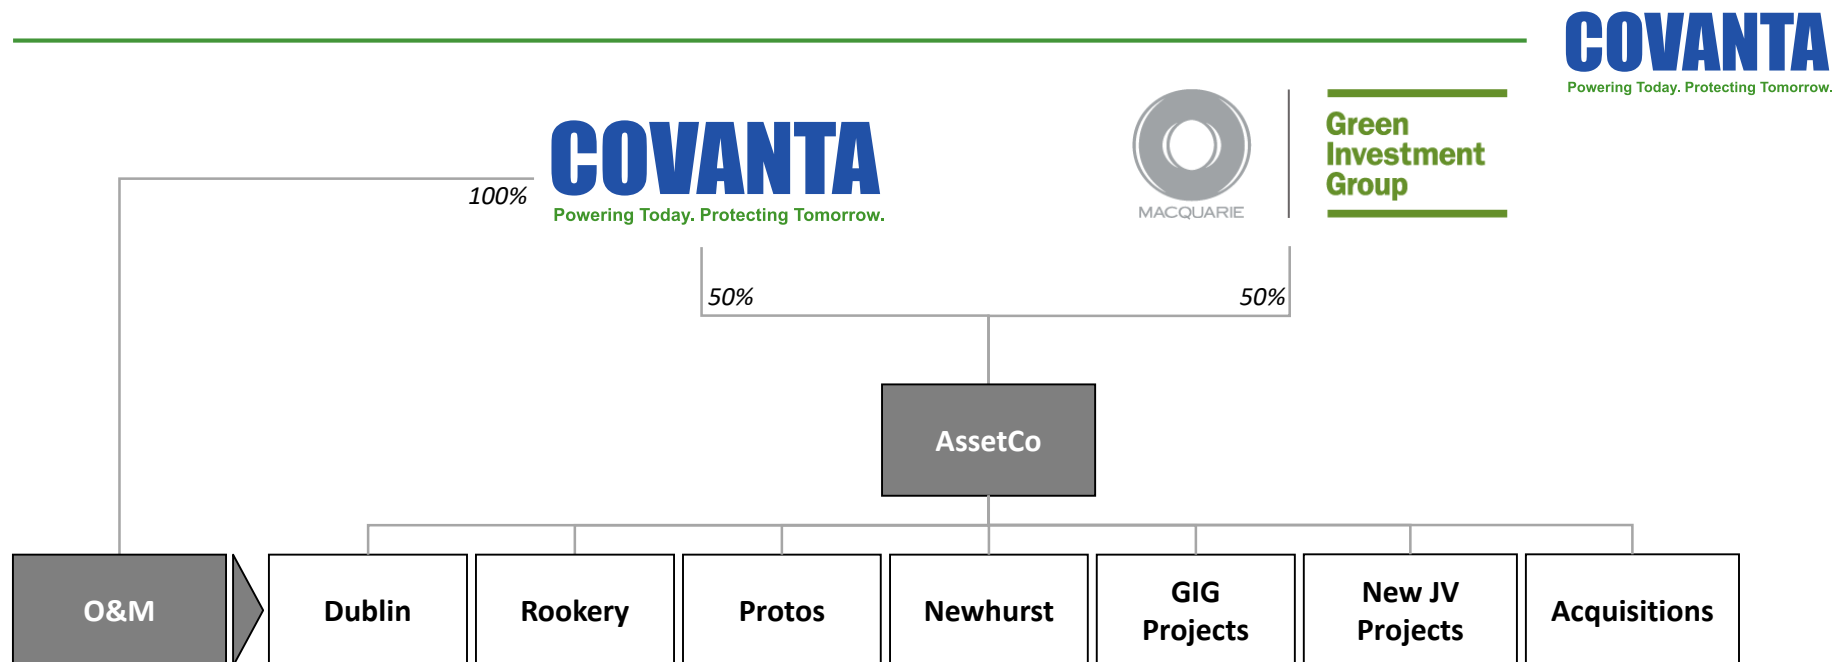 COVANTA
Powering Today. Protecting Tomorrow.
COVANTA
Powering Today. Protecting Tomorrow.
MACQUARIE
Green
Investment
Group
100%
50%
50%
AssetCo
O&M
Dublin
Rookery
Protos
Newhurst
GIG
Projects
New JV
Projects
Acquisitions